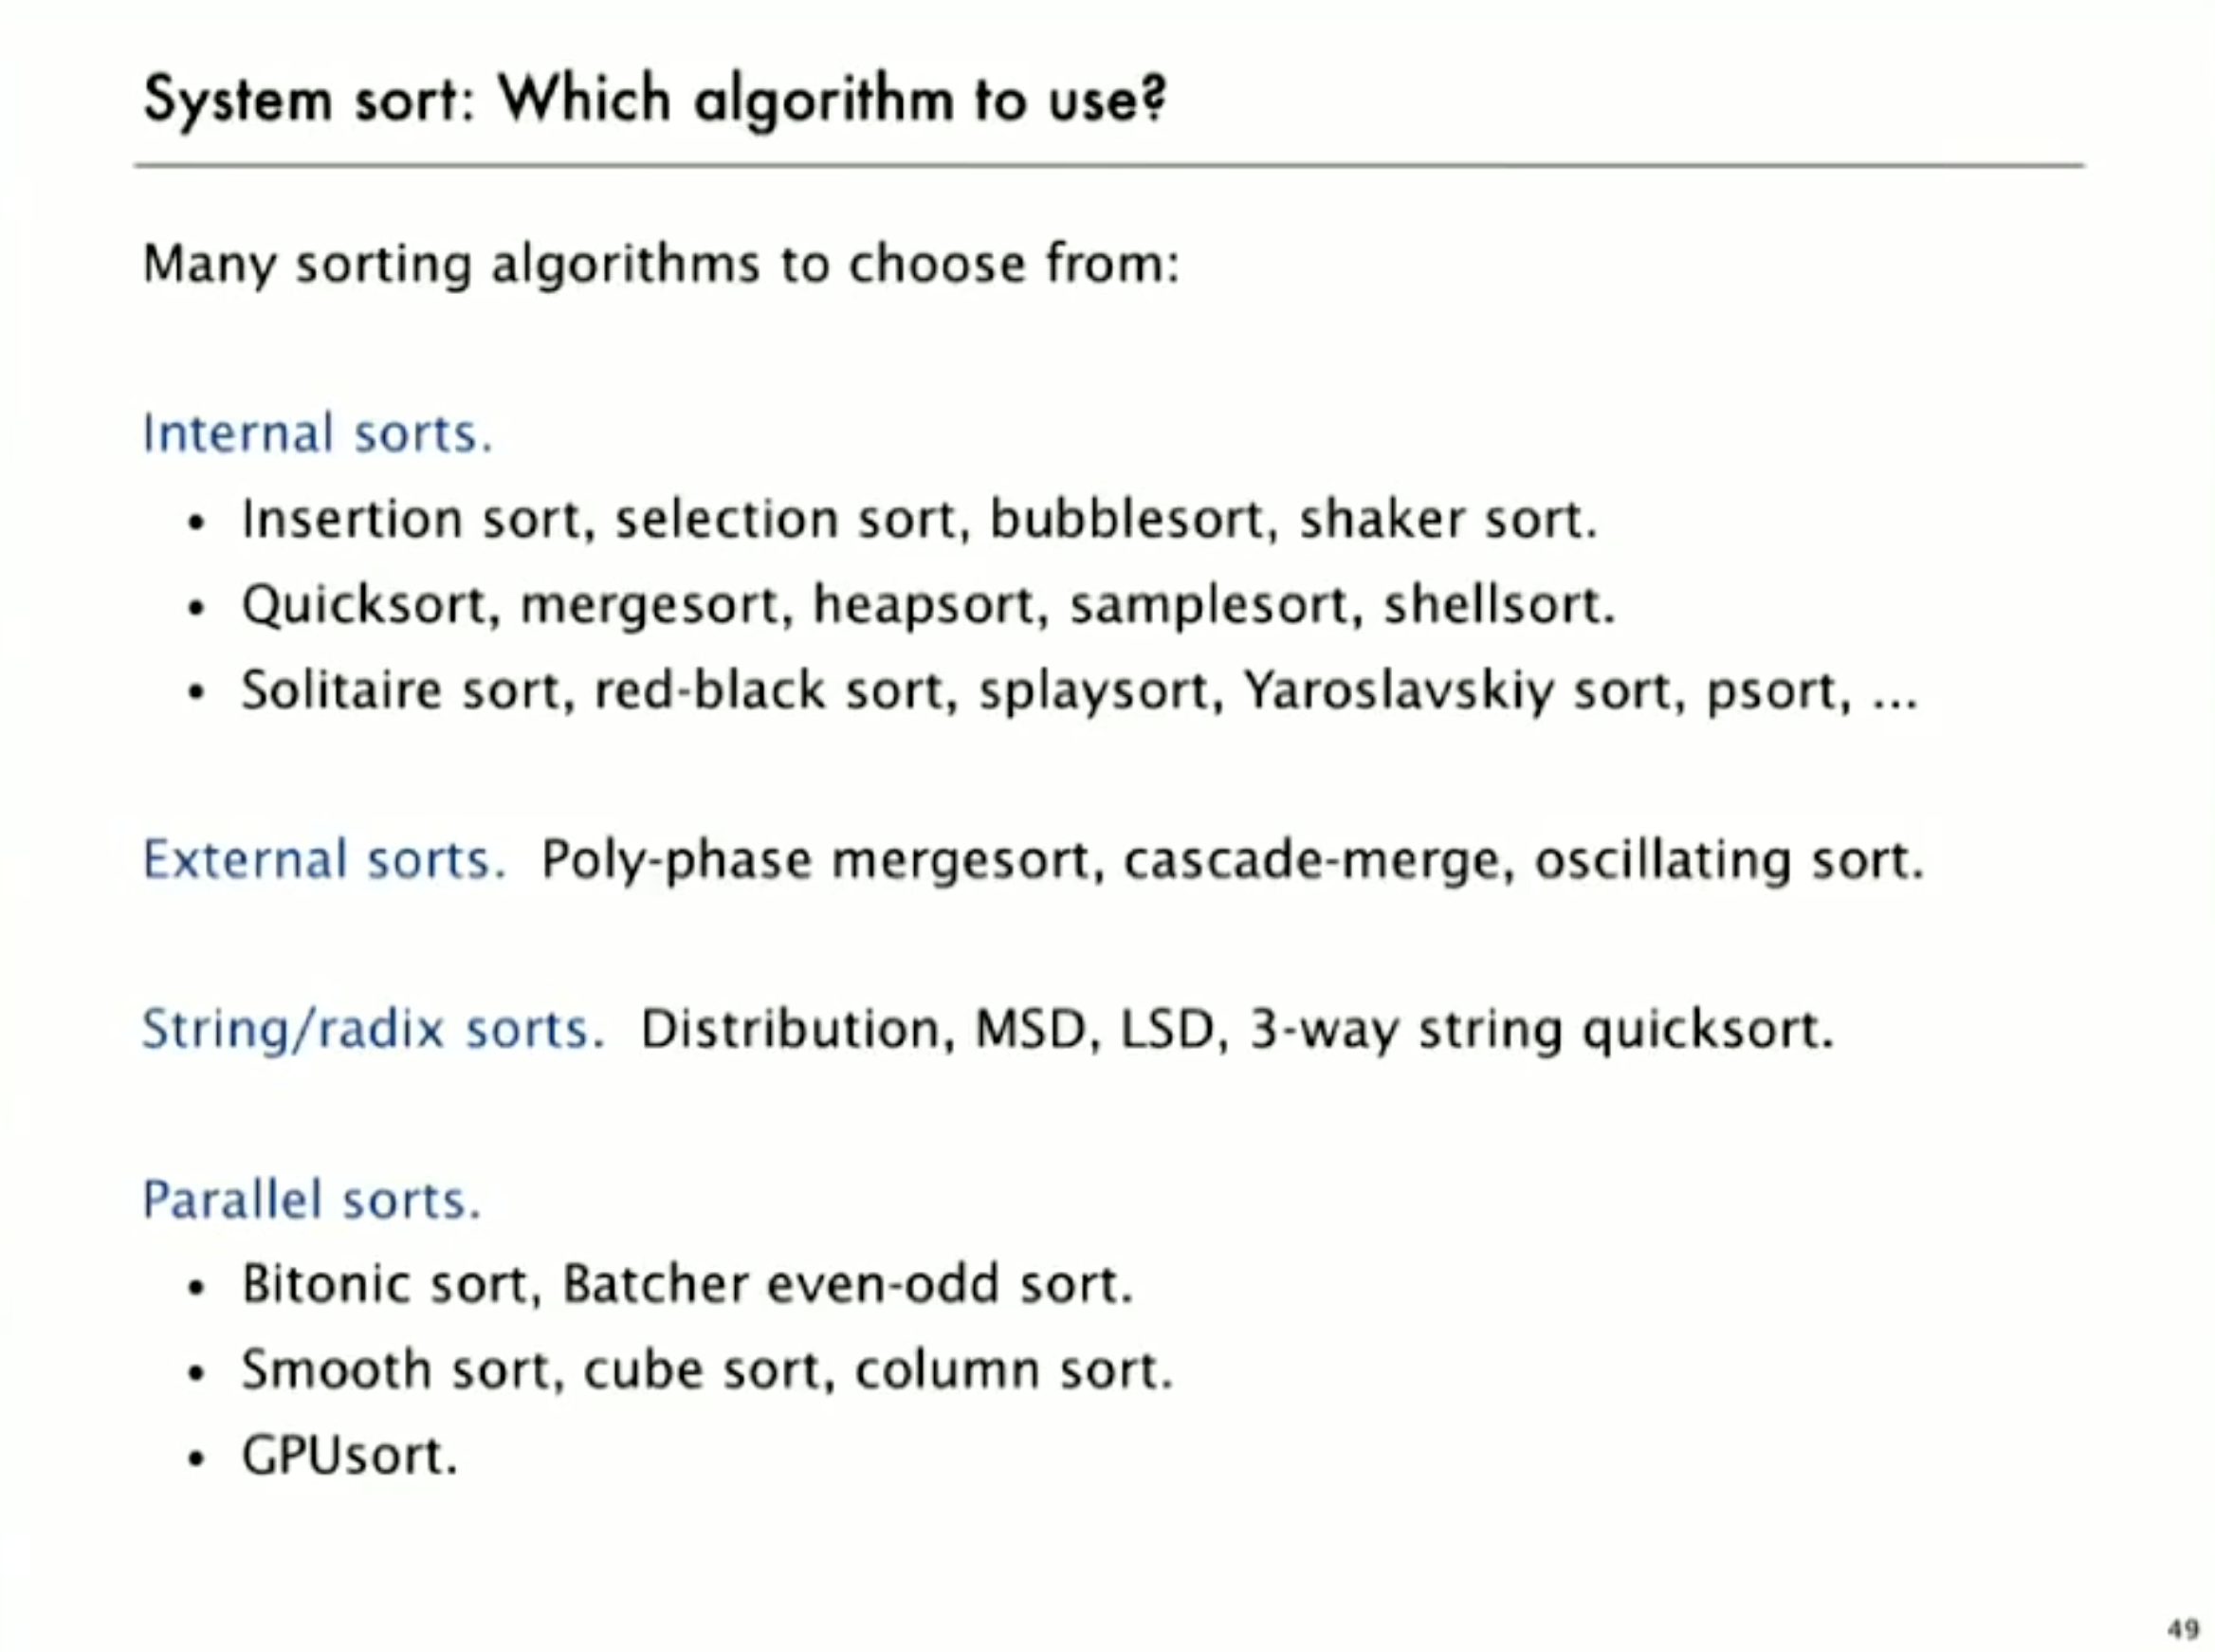 System sort: Which algorithm to use?
Many sorting algorithms to choose from:
Internal sorts.
• Insertion sort, selection sort, bubblesort, shaker sort.
• Quicksort, mergesort, heapsort, samplesort, shellsort.
• Solitaire sort, red-black sort, splaysort, Yaroslavskiy sort, psort, ...
External sorts. Poly-phase mergesort, cascade-merge, oscillating sort.
String/radix sorts. Distribution, MSD, LSD, 3-way string quicksort.
Parallel sorts.
• Bitonic sort, Batcher even-odd sort.
• Smooth sort, cube sort, column sort.
• GPUsort.
49